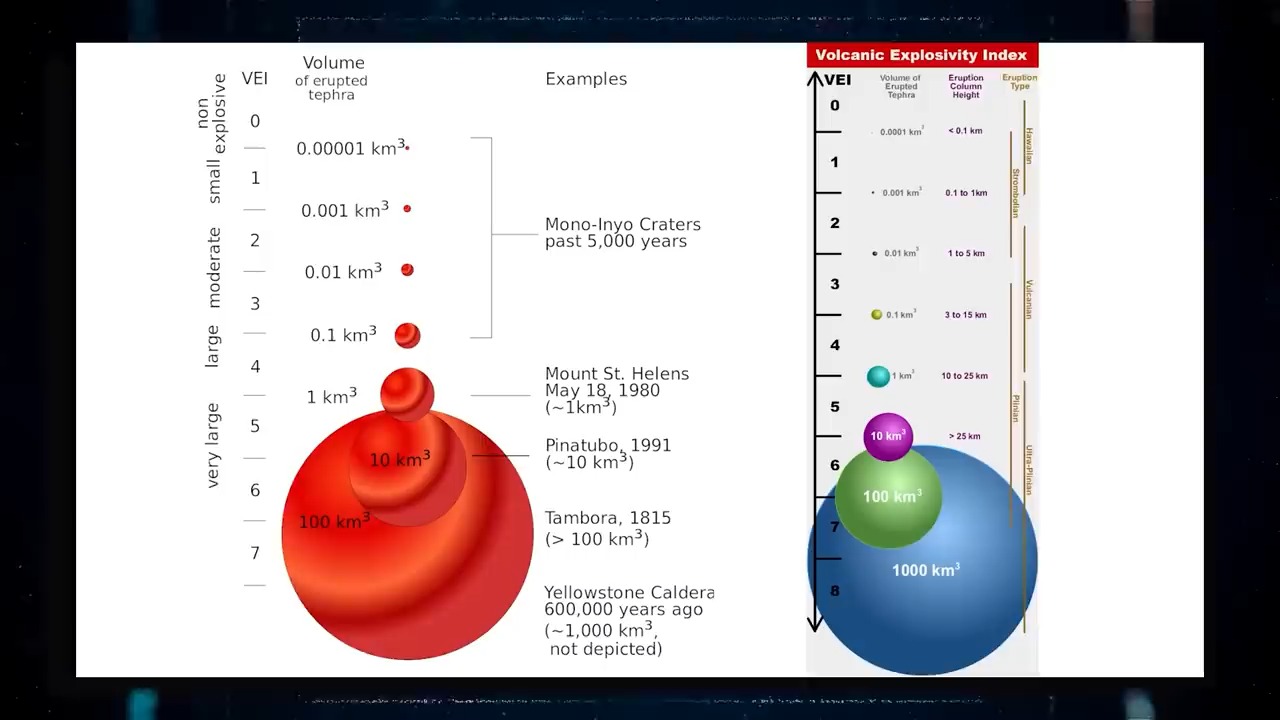 Volume
of erupted
tephra
VEI
Examples
non
explosive
small
moderate
large
very large
0
1
2
3
4
5
6
7
0.00001 km³
0.001 km³
0.01 km³
0.1 km³
1 km³
10 km³
100 km³
Mono-Inyo Craters
past 5,000 years
Mount St. Helens
May 18, 1980
(~1km³)
Pinatubo, 1991
(~10 km³)
Tambora, 1815
(> 100 km³)
Yellowstone Caldera
600,000 years ago
(~1,000 km³,
not depicted)
Volcanic Explosivity Index
VEI
Volume of
Erupted
Tephra
Eruption
Column
Height
Eruption
Type
0
1
2
3
4
5
6
7
8
0.0001 km³
0.001 km³
0.01 km³
0.1 km³
1 km³
10 km³
100 km³
1000 km³
< 0.1 km
0.1 to 1km
1 to 5 km
3 to 15 km
10 to 25 km
> 25 km
Hawaiian
Strombolian
Vulcanian
Plinian
Ultra-Plinian